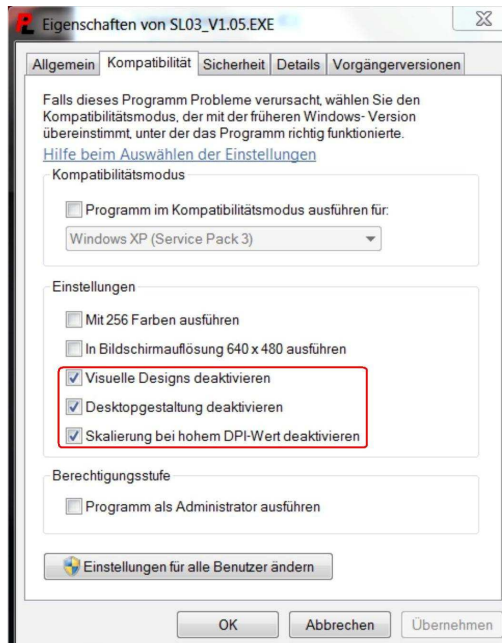 Eigenschaften von SL03_V1.05.EXE
Allgemein Kompatibilität Sicherheit Details Vorgängerversionen
Falls dieses Programm Probleme verursacht, wählen Sie den
Kompatibilitätsmodus, der mit der früheren Windows- Version
übereinstimmt, unter der das Programm richtig funktionierte.
Hilfe beim Auswählen der Einstellungen
Kompatibilitätsmodus
Programm im Kompatibilitätsmodus ausführen für:
Windows XP (Service Pack 3)
Einstellungen
Mit 256 Farben ausführen
In Bildschirmauflösung 640 x 480 ausführen
Visuelle Designs deaktivieren
Desktopgestaltung deaktivieren
Skalierung bei hohem DPI-Wert deaktivieren
Berechtigungsstufe
Programm als Administrator ausführen
Einstellungen für alle Benutzer ändern
OK Abbrechen Übernehmen